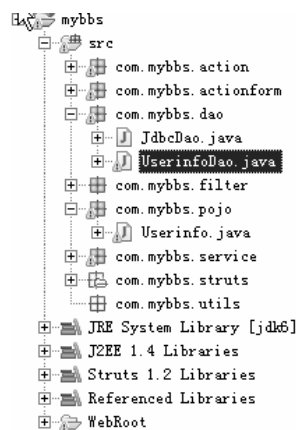 mybbs
src
com.mybbs.action
com.mybbs.actionform
com.mybbs.dao
JdbcDao.java
UserinfoDao.java
com.mybbs.filter
com.mybbs.pojo
Userinfo.java
com.mybbs.service
com.mybbs.struts
com.mybbs.utils
JRE System Library [jdk6]
J2EE 1.4 Libraries
Struts 1.2 Libraries
Referenced Libraries
WebRoot